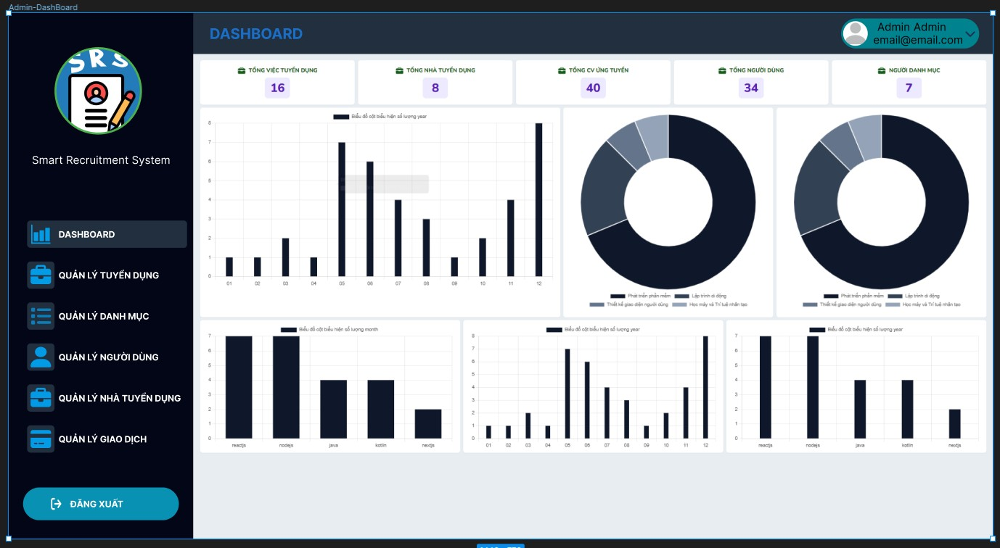 Admin-DashBoard
SRS
Smart Recruitment System
DASHBOARD
QUẢN LÝ TUYỂN DỤNG
QUẢN LÝ DANH MỤC
QUẢN LÝ NGƯỜI DÙNG
QUẢN LÝ NHÀ TUYỂN DỤNG
QUẢN LÝ GIAO DỊCH
ĐĂNG XUẤT
DASHBOARD
Admin Admin
email@email.com
TỔNG VIỆC TUYỂN DỤNG
16
TỔNG NHÀ TUYỂN DỤNG
8
TỔNG CV ỨNG TUYỂN
40
TỔNG NGƯỜI DÙNG
34
NGƯỜI DANH MỤC
7
Biểu đồ cột biểu hiện số lượng year
8
7
6
5
4
3
2
1
0
01 02 03 04 05 06 07 08 09 10 11 12
Phát triển phần mềm Lập trình di động
Thiết kế giao diện người dùng Học máy và Trí tuệ nhân tạo
Phát triển phần mềm Lập trình di động
Thiết kế giao diện người dùng Học máy và Trí tuệ nhân tạo
Biểu đồ cột biểu hiện số lượng month
7
6
5
4
3
2
1
0
reactjs nodejs java kotlin nextjs
Biểu đồ cột biểu hiện số lượng year
8
7
6
5
4
3
2
1
0
01 02 03 04 05 06 07 08 09 10 11 12
Biểu đồ cột biểu hiện số lượng year
7
6
5
4
3
2
1
0
reactjs nodejs java kotlin nextjs